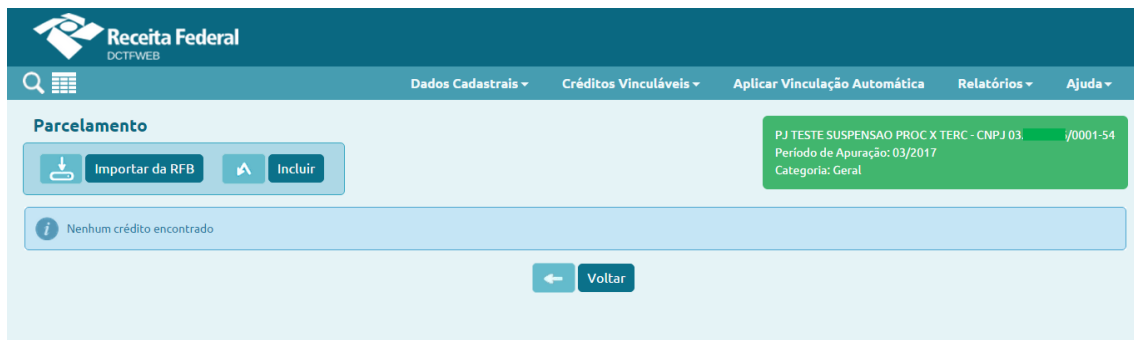 Receita Federal
DCTFWEB
Dados Cadastrais Créditos Vinculáveis Aplicar Vinculação Automática Relatórios Ajuda
Parcelamento
PJ TESTE SUSPENSAO PROC X TERC - CNPJ 03. /0001-54
Período de Apuração: 03/2017
Categoria: Geral
Importar da RFB Incluir
Nenhum crédito encontrado
Voltar